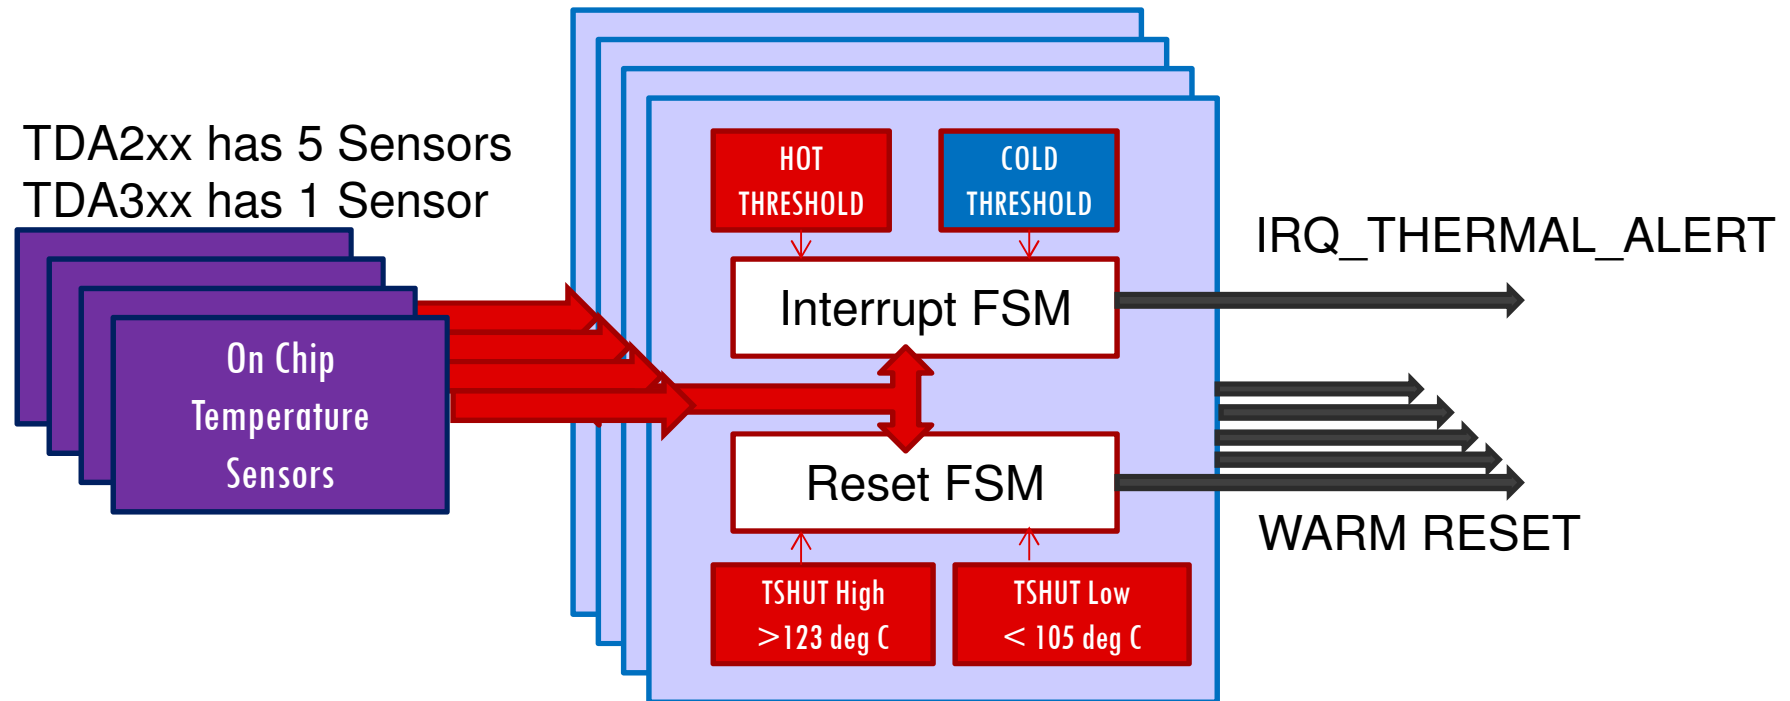 TDA2xx has 5 Sensors
TDA3xx has 1 Sensor
On Chip
Temperature
Sensors
HOT
THRESHOLD
COLD
THRESHOLD
Interrupt FSM
IRQ_THERMAL_ALERT
Reset FSM
WARM RESET
TSHUT High
>123 deg C
TSHUT Low
< 105 deg C